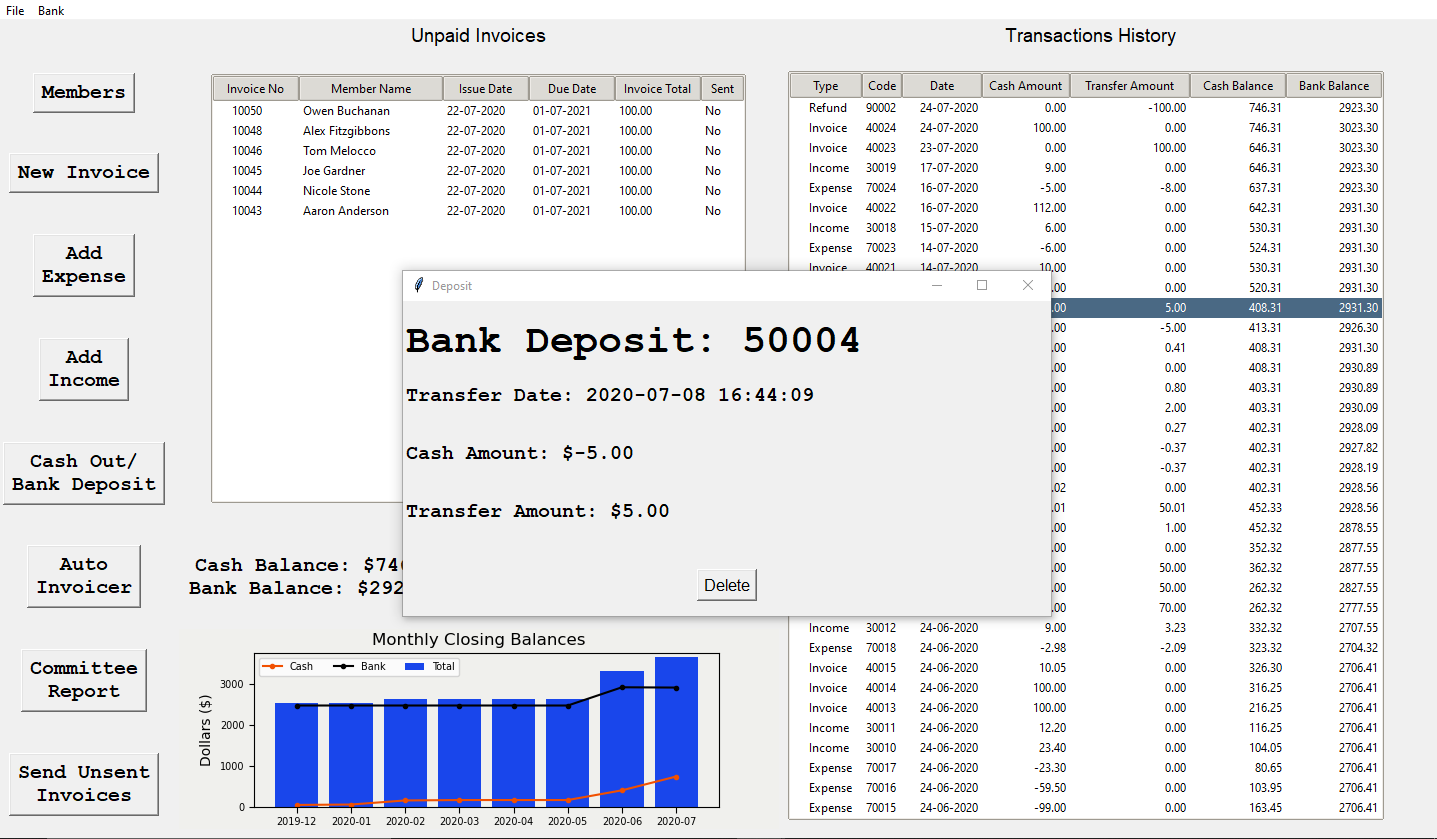 File Bank
Unpaid Invoices
Transactions History
Members
New Invoice
Add
Expense
Add
Income
Cash Out/
Bank Deposit
Auto
Invoicer
Committee
Report
Send Unsent
Invoices
Invoice No Member Name Issue Date Due Date Invoice Total Sent
10050 Owen Buchanan 22-07-2020 01-07-2021 100.00 No
10048 Alex Fitzgibbons 22-07-2020 01-07-2021 100.00 No
10046 Tom Melocco 22-07-2020 01-07-2021 100.00 No
10045 Joe Gardner 22-07-2020 01-07-2021 100.00 No
10044 Nicole Stone 22-07-2020 01-07-2021 100.00 No
10043 Aaron Anderson 22-07-2020 01-07-2021 100.00 No
Deposit
Bank Deposit: 50004
Transfer Date: 2020-07-08 16:44:09
Cash Amount: $-5.00
Transfer Amount: $5.00
Delete
Cash Balance: $74
Bank Balance: $292
Monthly Closing Balances
Cash Bank Total
Dollars ($)
3000
2000
1000
0
2019-12 2020-01 2020-02 2020-03 2020-04 2020-05 2020-06 2020-07
Type Code Date Cash Amount Transfer Amount Cash Balance Bank Balance
Refund 90002 24-07-2020 0.00 -100.00 746.31 2923.30
Invoice 40024 24-07-2020 100.00 0.00 746.31 3023.30
Invoice 40023 23-07-2020 0.00 100.00 646.31 3023.30
Income 30019 17-07-2020 9.00 0.00 646.31 2923.30
Expense 70024 16-07-2020 -5.00 -8.00 637.31 2923.30
Invoice 40022 16-07-2020 112.00 0.00 642.31 2931.30
Income 30018 15-07-2020 6.00 0.00 530.31 2931.30
Expense 70023 14-07-2020 -6.00 0.00 524.31 2931.30
Invoice 40021 14-07-2020 10.00 0.00 530.31 2931.30
.00 0.00 520.31 2931.30
.00 5.00 408.31 2931.30
.00 -5.00 413.31 2926.30
.00 0.41 408.31 2931.30
.00 0.00 408.31 2930.89
.00 0.80 403.31 2930.89
.00 2.00 403.31 2930.09
.00 0.27 402.31 2928.09
.00 -0.37 402.31 2927.82
.00 -0.37 402.31 2928.19
.02 0.00 402.31 2928.56
.01 50.01 452.33 2928.56
.00 1.00 452.32 2878.55
.00 0.00 352.32 2877.55
.00 50.00 362.32 2877.55
.00 50.00 262.32 2827.55
.00 70.00 262.32 2777.55
Income 30012 24-06-2020 9.00 3.23 332.32 2707.55
Expense 70018 24-06-2020 -2.98 -2.09 323.32 2704.32
Invoice 40015 24-06-2020 10.05 0.00 326.30 2706.41
Invoice 40014 24-06-2020 100.00 0.00 316.25 2706.41
Invoice 40013 24-06-2020 100.00 0.00 216.25 2706.41
Income 30011 24-06-2020 12.20 0.00 116.25 2706.41
Income 30010 24-06-2020 23.40 0.00 104.05 2706.41
Expense 70017 24-06-2020 -23.30 0.00 80.65 2706.41
Expense 70016 24-06-2020 -59.50 0.00 103.95 2706.41
Expense 70015 24-06-2020 -99.00 0.00 163.45 2706.41